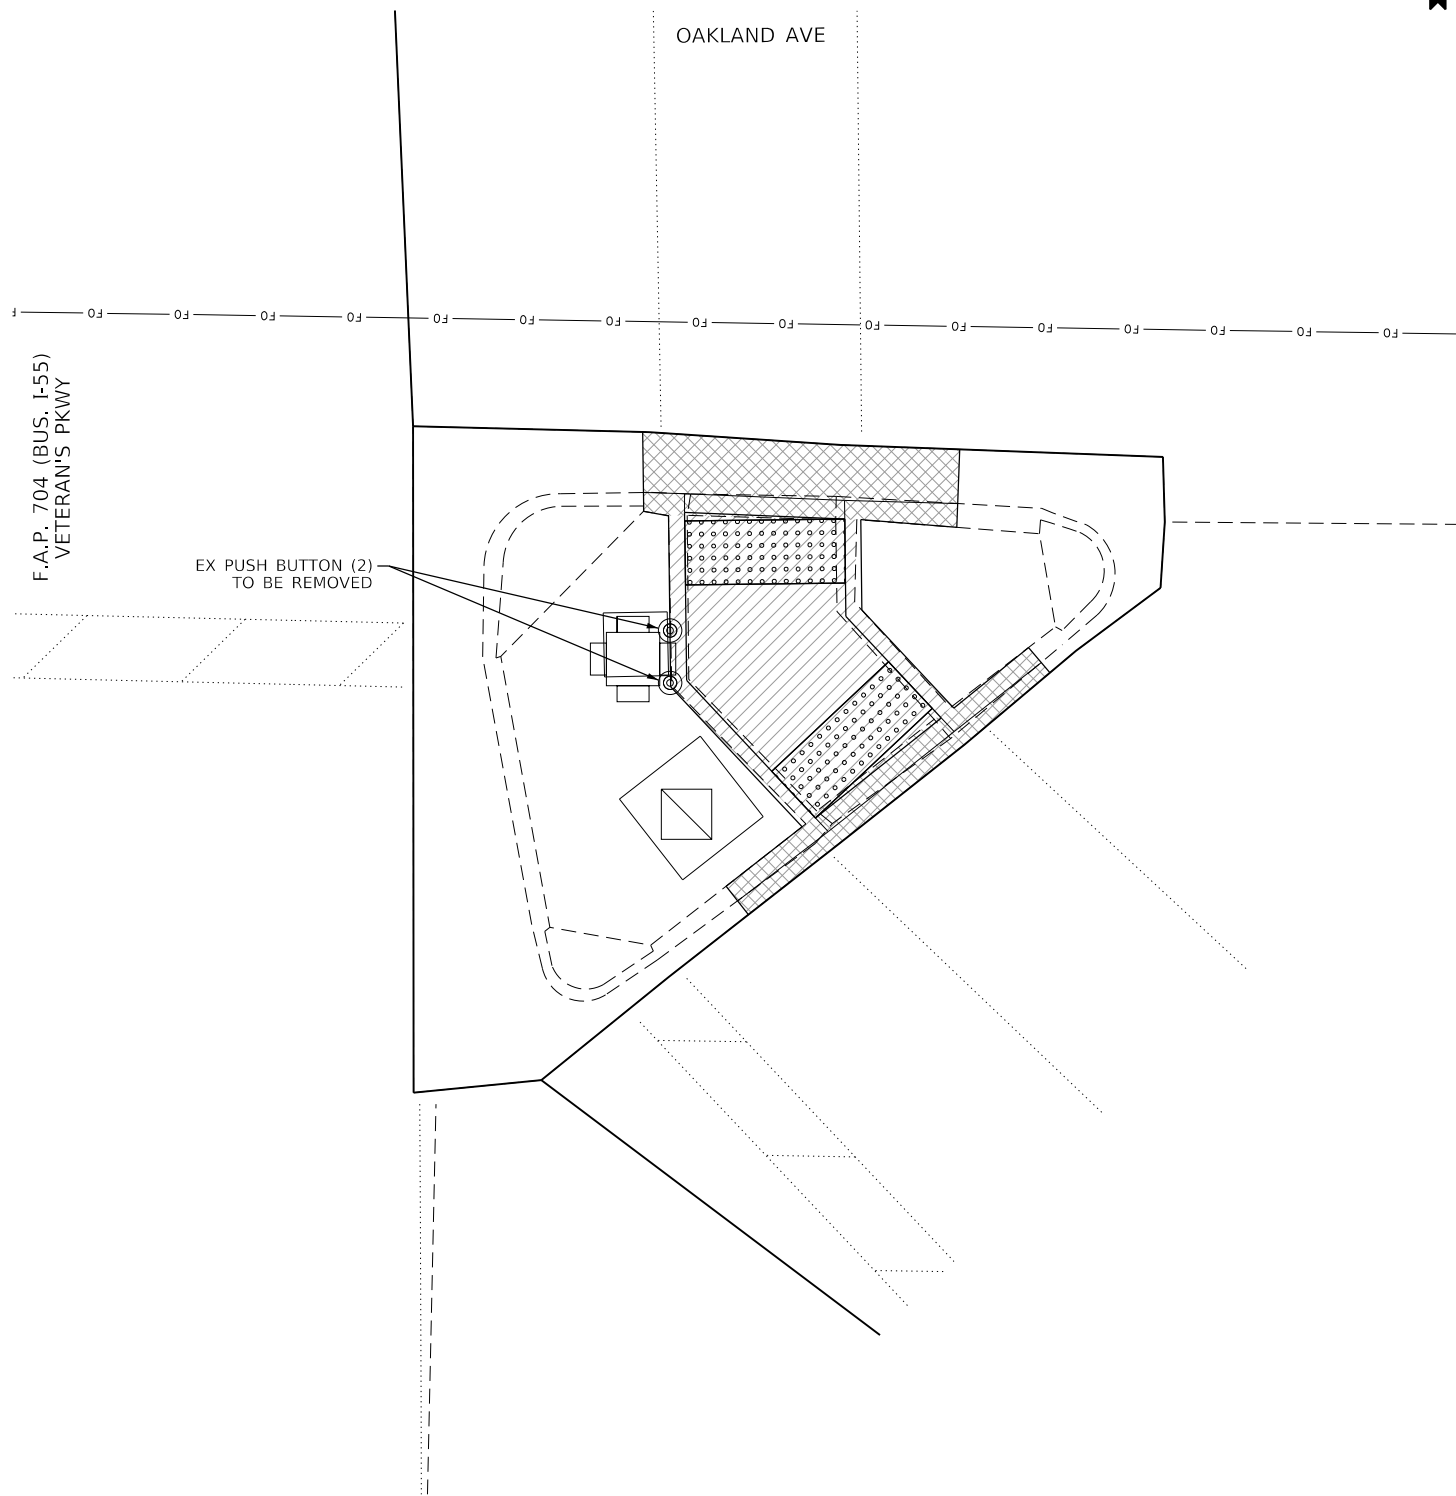 OAKLAND AVE
FO FO FO FO FO FO FO FO FO FO FO FO FO FO FO FO
F.A.P. 704 (BUS. I-55)
VETERAN'S PKWY
EX PUSH BUTTON (2)
TO BE REMOVED